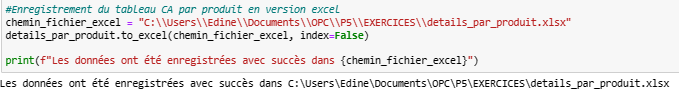 #Enregistrement du tableau CA par produit en version excel
chemin_fichier_excel = "C:\\Users\\Edine\\Documents\\OPC\\P5\\EXERCICES\\details_par_produit.xlsx"
details_par_produit.to_excel(chemin_fichier_excel, index=False)
print(f"Les données ont été enregistrées avec succès dans {chemin_fichier_excel}")
Les données ont été enregistrées avec succès dans C:\Users\Edine\Documents\OPC\P5\EXERCICES\details_par_produit.xlsx